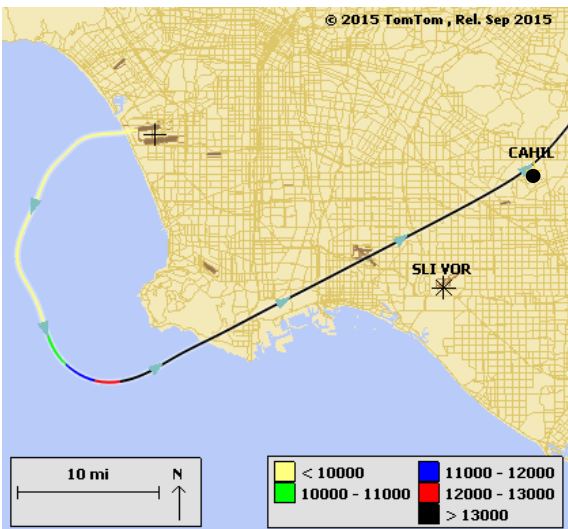 © 2015 TomTom , Rel. Sep 2015
CAHIL
SLI VOR
10 mi
N
< 10000
10000 - 11000
11000 - 12000
12000 - 13000
> 13000